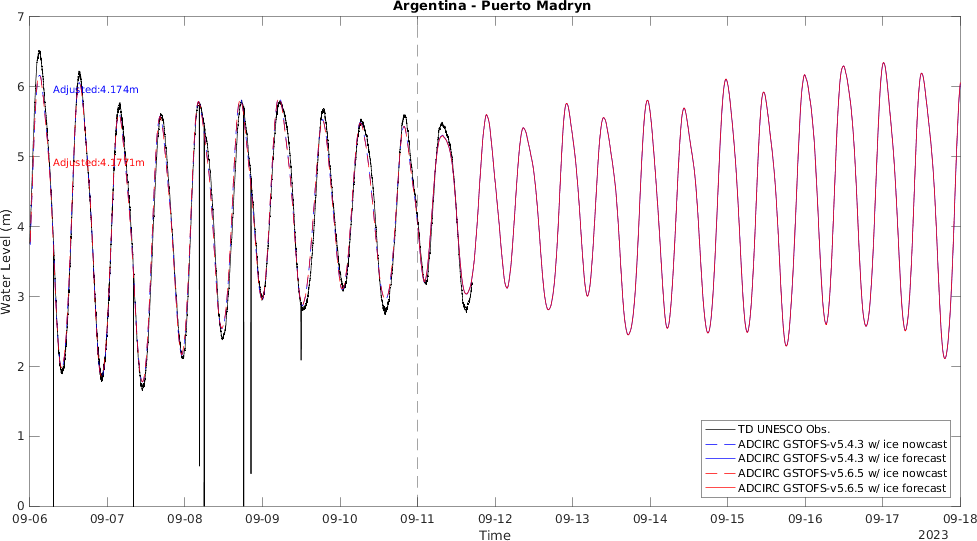 Argentina - Puerto Madryn
7
6
5
4
3
2
1
0
Water Level (m)
Adjusted:4.174m
Adjusted:4.1771m
TD UNESCO Obs.
ADCIRC GSTOFS-v5.4.3 w/ ice nowcast
ADCIRC GSTOFS-v5.4.3 w/ ice forecast
ADCIRC GSTOFS-v5.6.5 w/ ice nowcast
ADCIRC GSTOFS-v5.6.5 w/ ice forecast
09-06 09-07 09-08 09-09 09-10 09-11 09-12 09-13 09-14 09-15 09-16 09-17 09-18
Time
2023